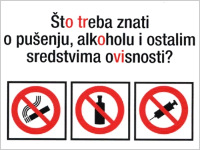 Što treba znati
o pušenju, alkoholu i ostalim
sredstvima ovisnosti?